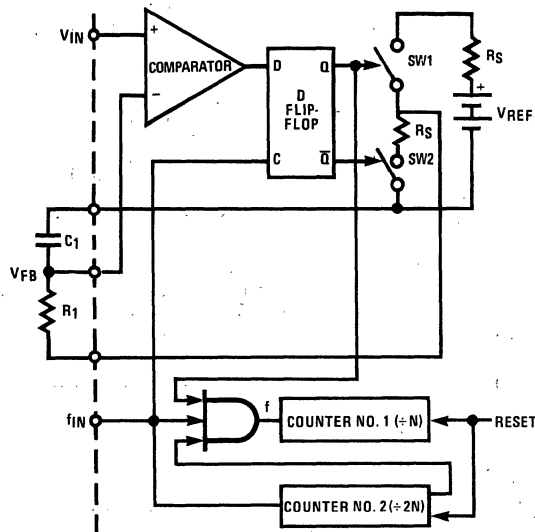 VIN
+
COMPARATOR
−
D
Q
D
FLIP-
FLOP
C
Q̅
SW1
RS
SW2
RS
+
VREF
C1
VFB
R1
fIN
f
COUNTER NO. 1 (÷N)
RESET
COUNTER NO. 2 (÷2N)